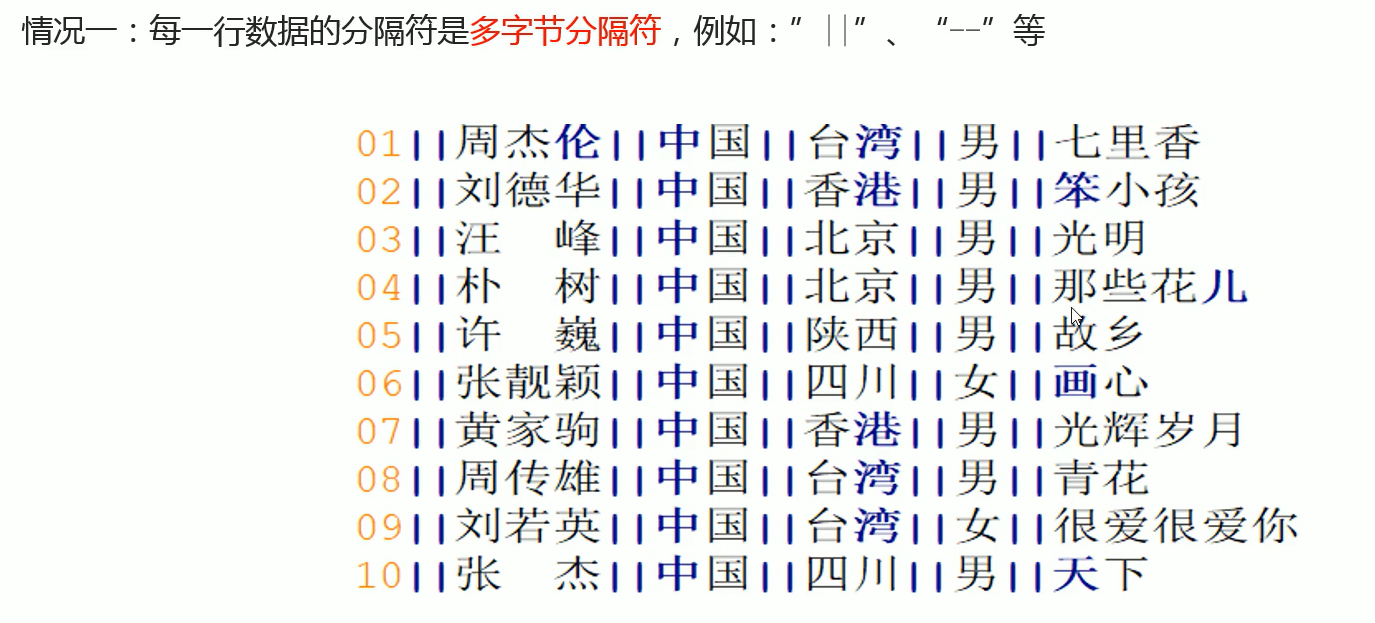 情况一：每一行数据的分隔符是多字节分隔符，例如：”||”、“--”等
01||周杰伦||中国||台湾||男||七里香
02||刘德华||中国||香港||男||笨小孩
03||汪　峰||中国||北京||男||光明
04||朴　树||中国||北京||男||那些花儿
05||许　巍||中国||陕西||男||故乡
06||张靓颖||中国||四川||女||画心
07||黄家驹||中国||香港||男||光辉岁月
08||周传雄||中国||台湾||男||青花
09||刘若英||中国||台湾||女||很爱很爱你
10||张　杰||中国||四川||男||天下